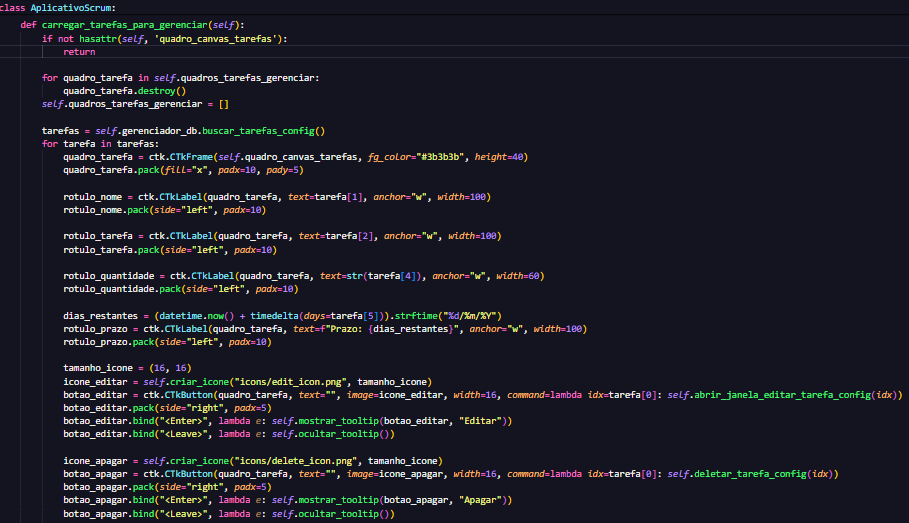 class AplicativoScrum:
def carregar_tarefas_para_gerenciar(self):
if not hasattr(self, 'quadro_canvas_tarefas'):
return
for quadro_tarefa in self.quadros_tarefas_gerenciar:
quadro_tarefa.destroy()
self.quadros_tarefas_gerenciar = []
tarefas = self.gerenciador_db.buscar_tarefas_config()
for tarefa in tarefas:
quadro_tarefa = ctk.CTkFrame(self.quadro_canvas_tarefas, fg_color="#3b3b3b", height=40)
quadro_tarefa.pack(fill="x", padx=10, pady=5)
rotulo_nome = ctk.CTkLabel(quadro_tarefa, text=tarefa[1], anchor="w", width=100)
rotulo_nome.pack(side="left", padx=10)
rotulo_tarefa = ctk.CTkLabel(quadro_tarefa, text=tarefa[2], anchor="w", width=100)
rotulo_tarefa.pack(side="left", padx=10)
rotulo_quantidade = ctk.CTkLabel(quadro_tarefa, text=str(tarefa[4]), anchor="w", width=60)
rotulo_quantidade.pack(side="left", padx=10)
dias_restantes = (datetime.now() + timedelta(days=tarefa[5])).strftime("%d/%m/%Y")
rotulo_prazo = ctk.CTkLabel(quadro_tarefa, text=f"Prazo: {dias_restantes}", anchor="w", width=100)
rotulo_prazo.pack(side="left", padx=10)
tamanho_icone = (16, 16)
icone_editar = self.criar_icone("icons/edit_icon.png", tamanho_icone)
botao_editar = ctk.CTkButton(quadro_tarefa, text="", image=icone_editar, width=16, command=lambda idx=tarefa[0]: self.abrir_janela_editar_tarefa_config(idx))
botao_editar.pack(side="right", padx=5)
botao_editar.bind("<Enter>", lambda e: self.mostrar_tooltip(botao_editar, "Editar"))
botao_editar.bind("<Leave>", lambda e: self.ocultar_tooltip())
icone_apagar = self.criar_icone("icons/delete_icon.png", tamanho_icone)
botao_apagar = ctk.CTkButton(quadro_tarefa, text="", image=icone_apagar, width=16, command=lambda idx=tarefa[0]: self.deletar_tarefa_config(idx))
botao_apagar.pack(side="right", padx=5)
botao_apagar.bind("<Enter>", lambda e: self.mostrar_tooltip(botao_apagar, "Apagar"))
botao_apagar.bind("<Leave>", lambda e: self.ocultar_tooltip())